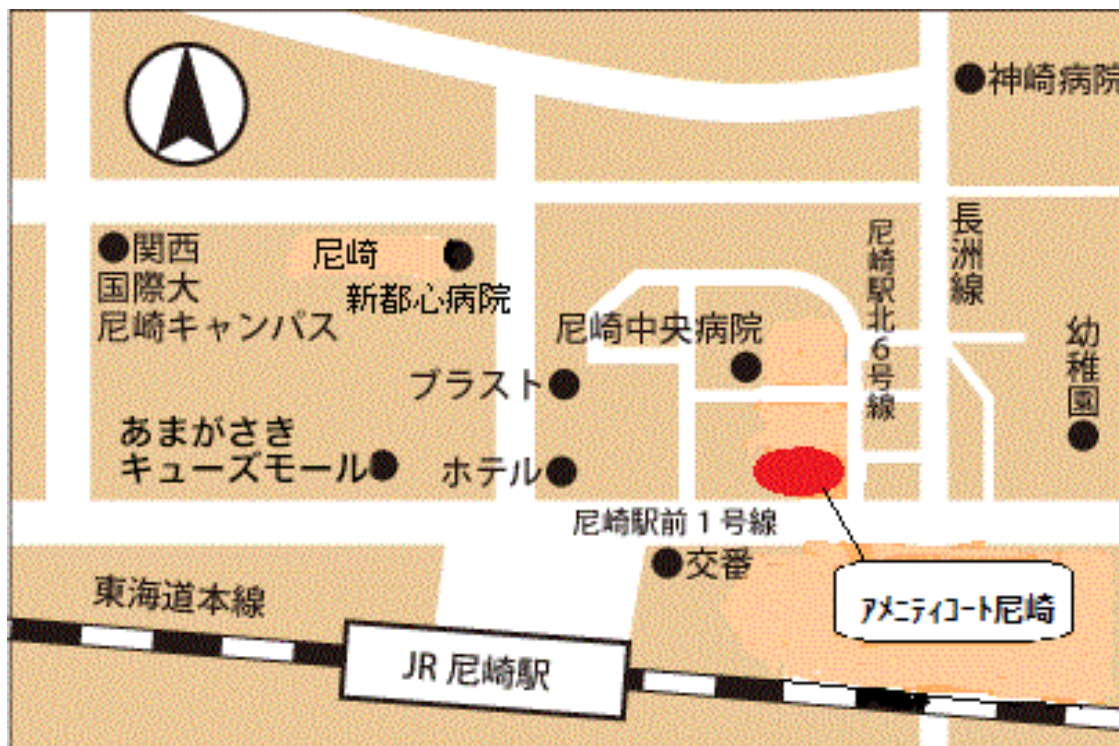 神崎病院
関西
国際大
尼崎キャンパス
尼崎
新都心病院
尼崎駅北6号線
長洲線
尼崎中央病院
幼稚園
ブラスト
あまがさき
キューズモール
ホテル
尼崎駅前1号線
交番
東海道本線
ｱﾒﾆﾃｨｺｰﾄ尼崎
JR 尼崎駅